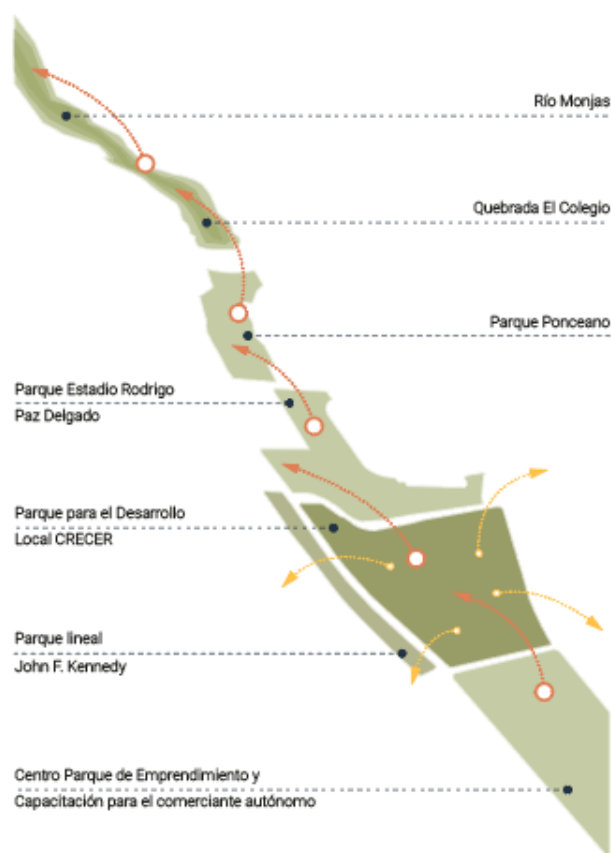 Río Monjas
Quebrada El Colegio
Parque Ponceano
Parque Estadio Rodrigo
Paz Delgado
Parque para el Desarrollo
Local CRECER
Parque lineal
John F. Kennedy
Centro Parque de Emprendimiento y
Capacitación para el comerciante autónomo